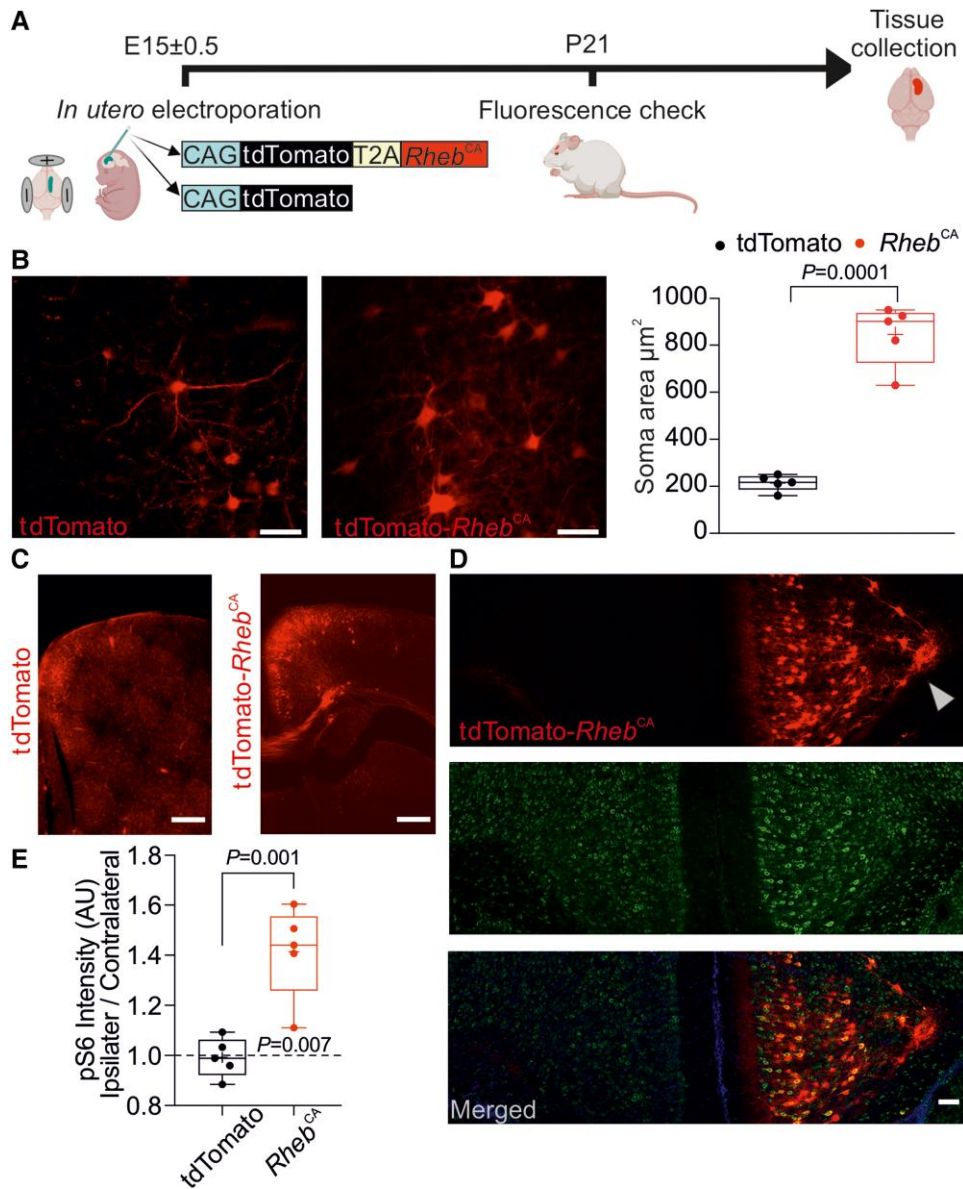 A
E15±0.5
P21
Tissue
collection
In utero electroporation
Fluorescence check
CAG tdTomato T2A RhebCA
CAG tdTomato
+
B
tdTomato
tdTomato-RhebCA
tdTomato RhebCA
P=0.0001
Soma area µm²
1000
800
600
400
200
0
C
tdTomato
tdTomato-RhebCA
D
tdTomato-RhebCA
Merged
E
pS6 Intensity (AU)
Ipsilater / Contralateral
1.8
1.6
1.4
1.2
1.0
0.8
P=0.001
P=0.007
tdTomato
RhebCA